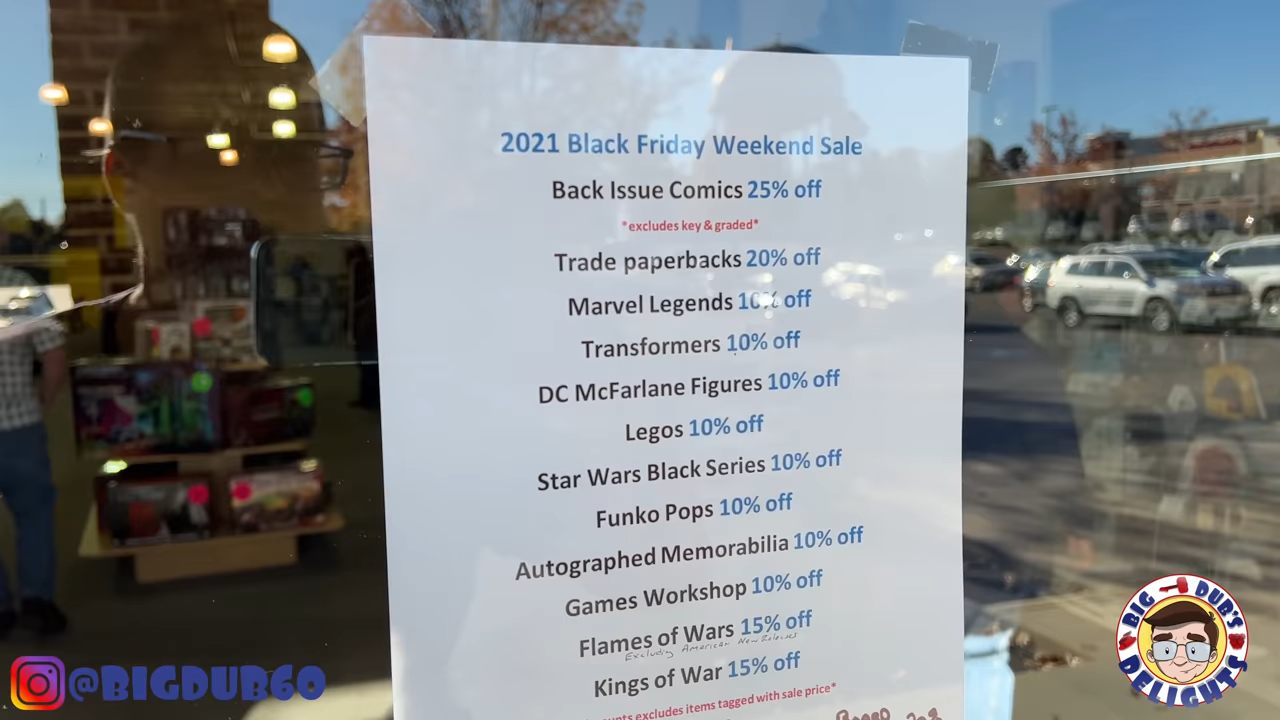 2021 Black Friday Weekend Sale
Back Issue Comics 25% off
*excludes key & graded*
Trade paperbacks 20% off
Marvel Legends 10% off
Transformers 10% off
DC McFarlane Figures 10% off
Legos 10% off
Star Wars Black Series 10% off
Funko Pops 10% off
Autographed Memorabilia 10% off
Games Workshop 10% off
Flames of Wars 15% off
Excluding American New Releases
Kings of War 15% off
excludes items tagged with sale price*
@BIGDUB60
BIG DUB'S
DELIGHTS